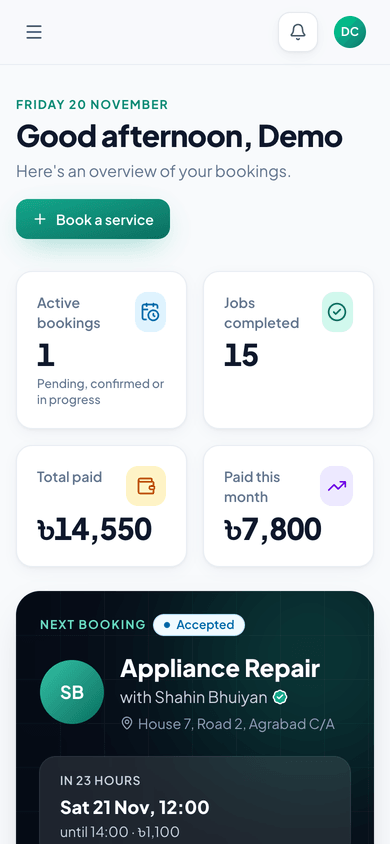 DC
FRIDAY 20 NOVEMBER
Good afternoon, Demo
Here's an overview of your bookings.
Book a service
Active
bookings
1
Pending, confirmed or
in progress
Jobs
completed
15
Total paid
৳14,550
Paid this
month
৳7,800
NEXT BOOKING
Accepted
SB
Appliance Repair
with Shahin Bhuiyan
House 7, Road 2, Agrabad C/A
IN 23 HOURS
Sat 21 Nov, 12:00
until 14:00 · ৳1,100